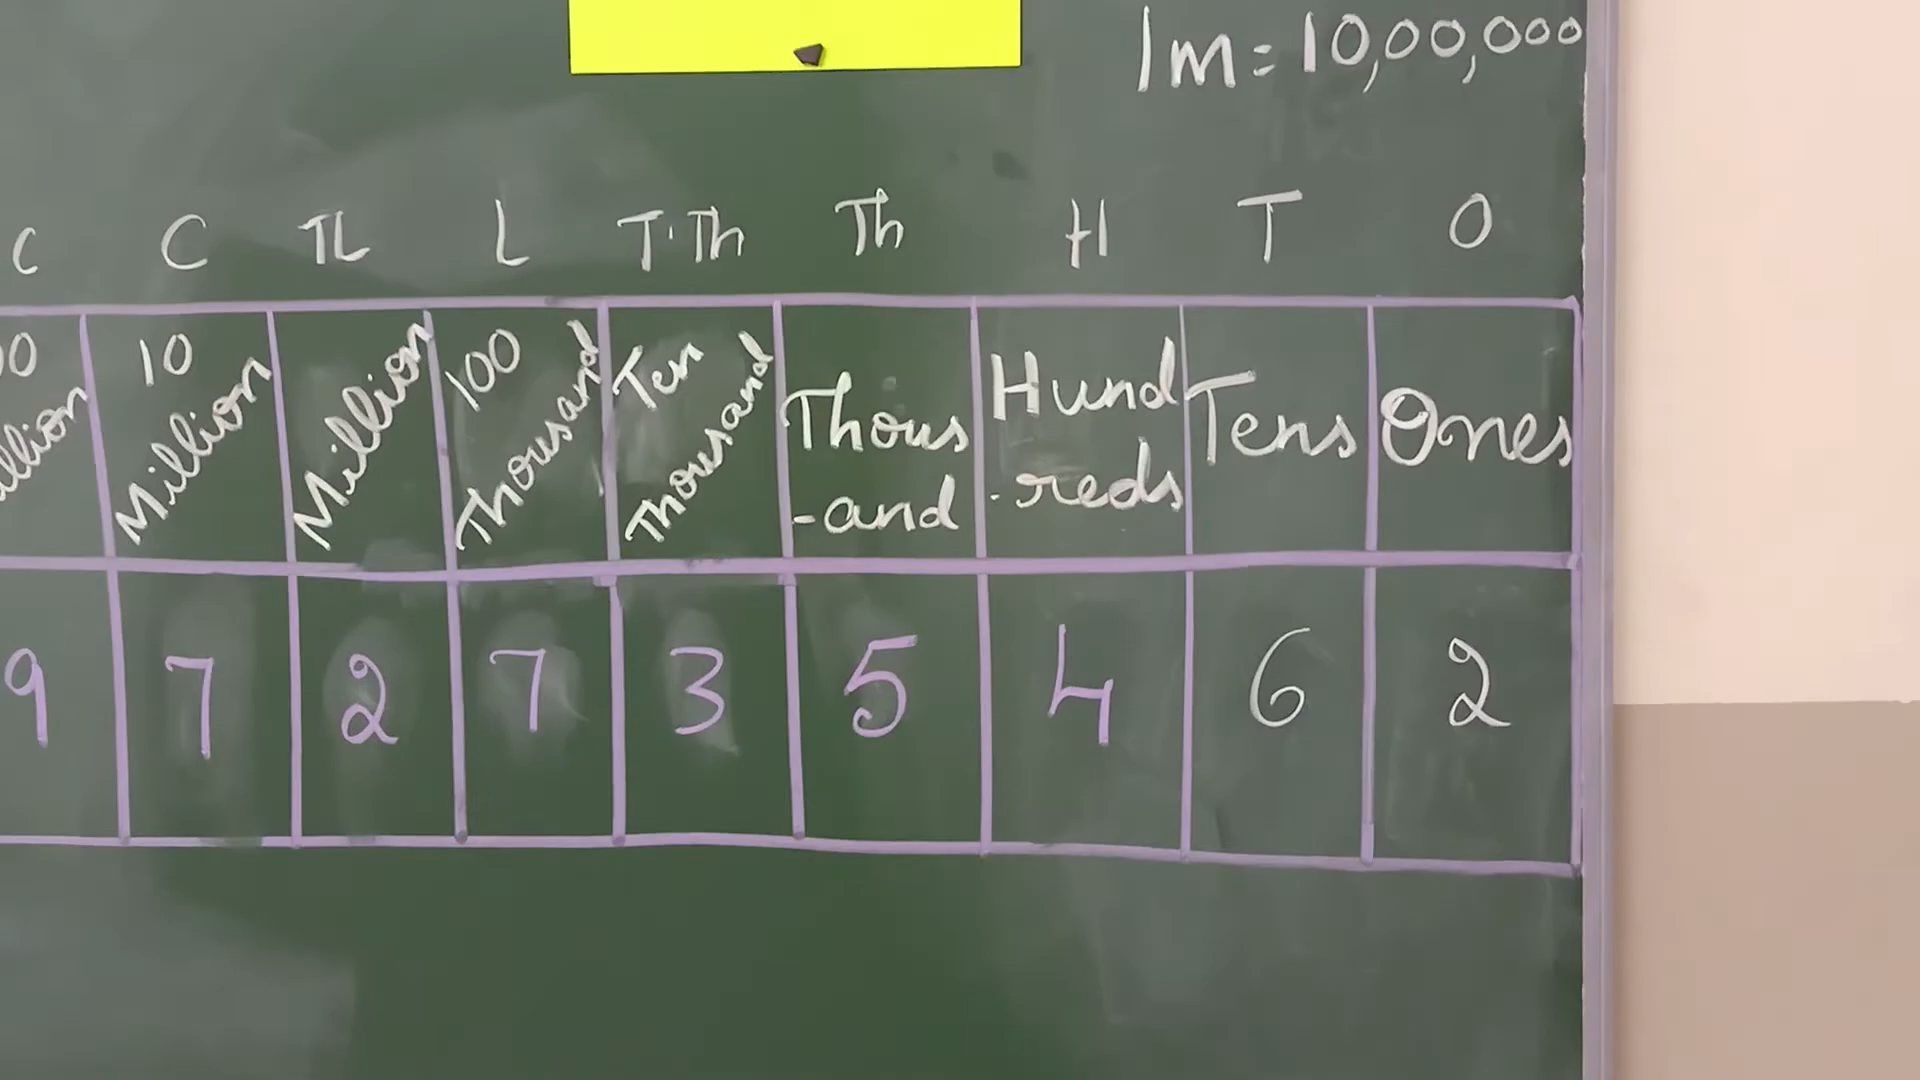 1m=10,00,000
C C TL L T.Th Th H T O
10 Million Million 100 Thousand Ten Thousand Thous-and Hund-reds Tens Ones
9 7 2 7 3 5 4 6 2